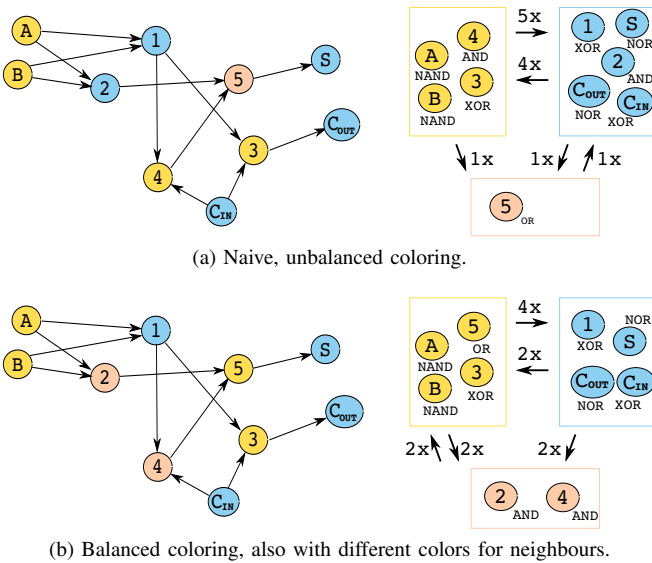 A
B
1
2
5
S
C_OUT
4
3
C_IN
A
NAND
B
NAND
4
AND
3
XOR
5x
4x
1
XOR
S
NOR
2
AND
C_OUT
NOR
C_IN
XOR
1x
1x
1x
5
OR
(a) Naive, unbalanced coloring.
A
B
1
2
5
S
C_OUT
4
3
C_IN
A
NAND
B
NAND
5
OR
3
XOR
4x
2x
1
XOR
NOR
S
C_OUT
NOR
C_IN
XOR
2x
2x
2x
2
AND
4
AND
(b) Balanced coloring, also with different colors for neighbours.